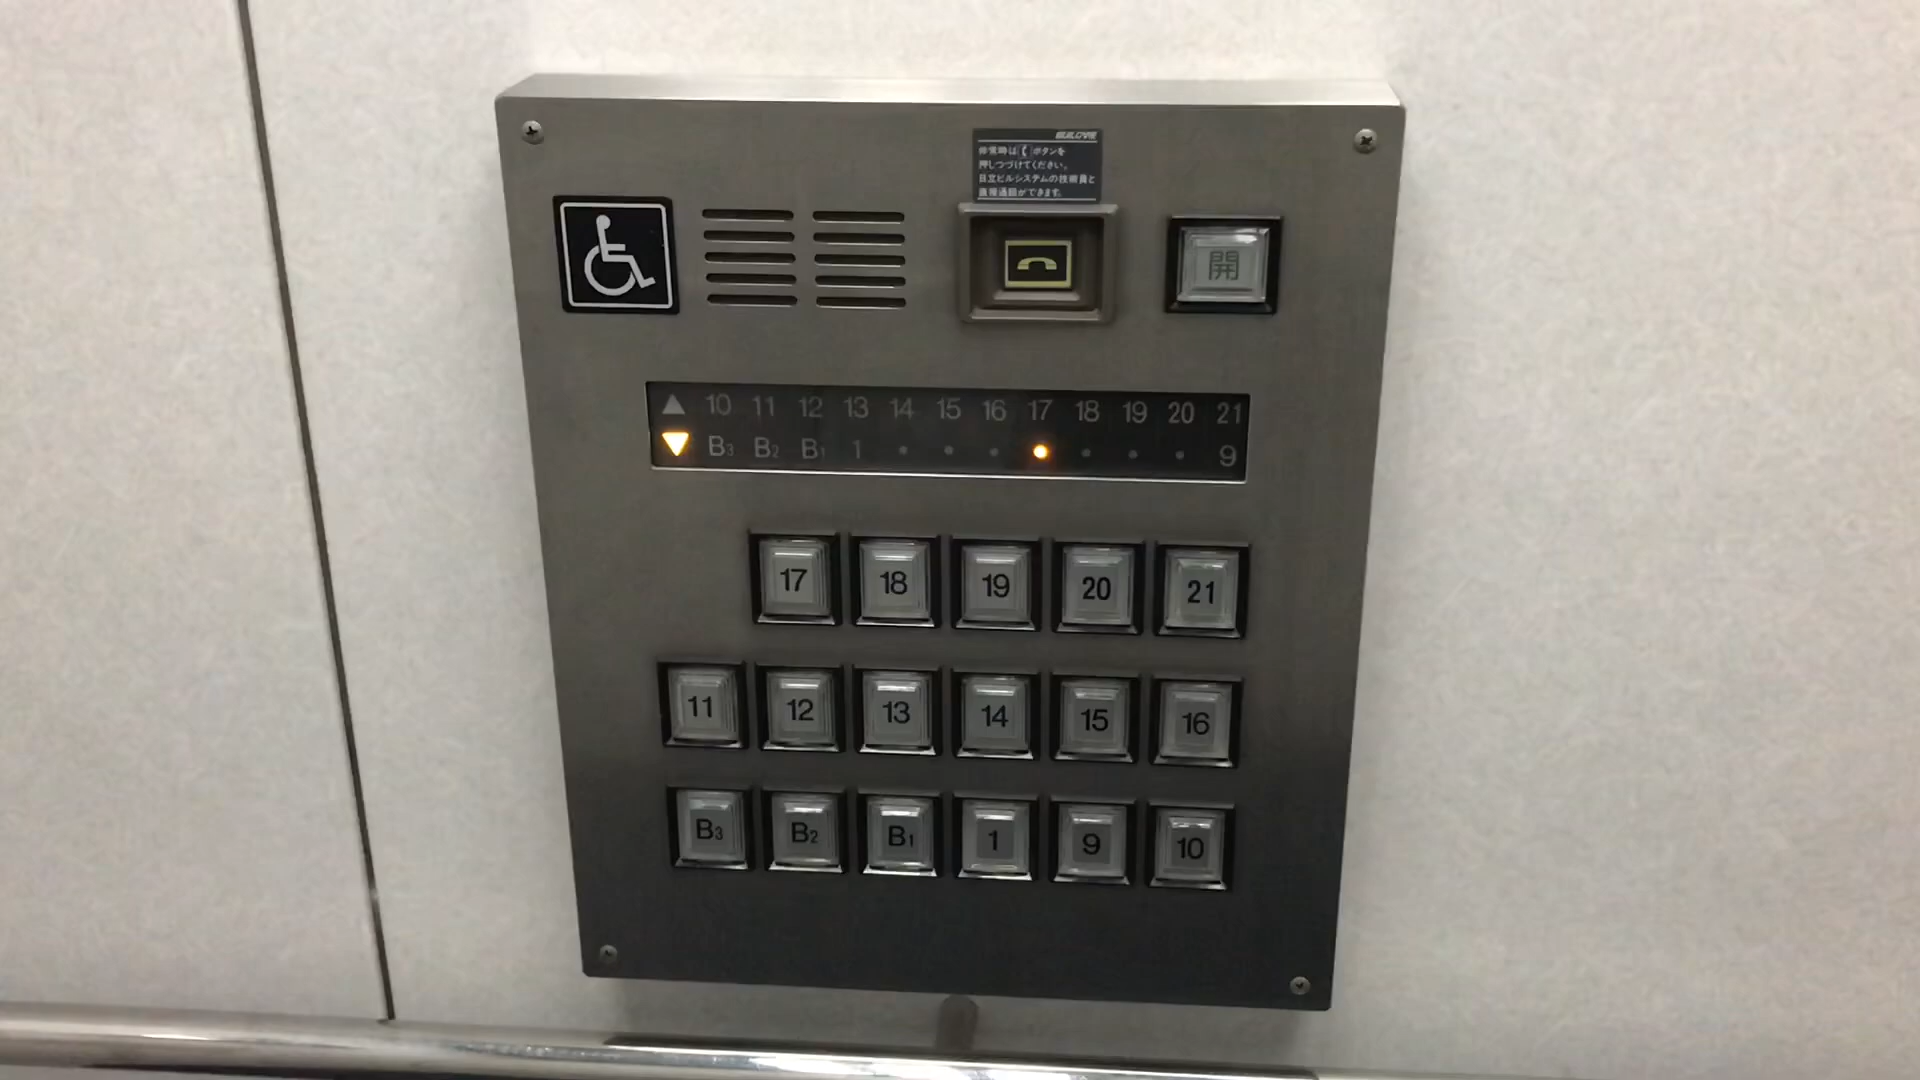 非常時は ボタンを
押しつづけてください。
日立ビルシステムの技術員と
直接通話ができます。
開
10 11 12 13 14 15 16 17 18 19 20 21
B3 B2 B1 1 9
17 18 19 20 21
11 12 13 14 15 16
B3 B2 B1 1 9 10